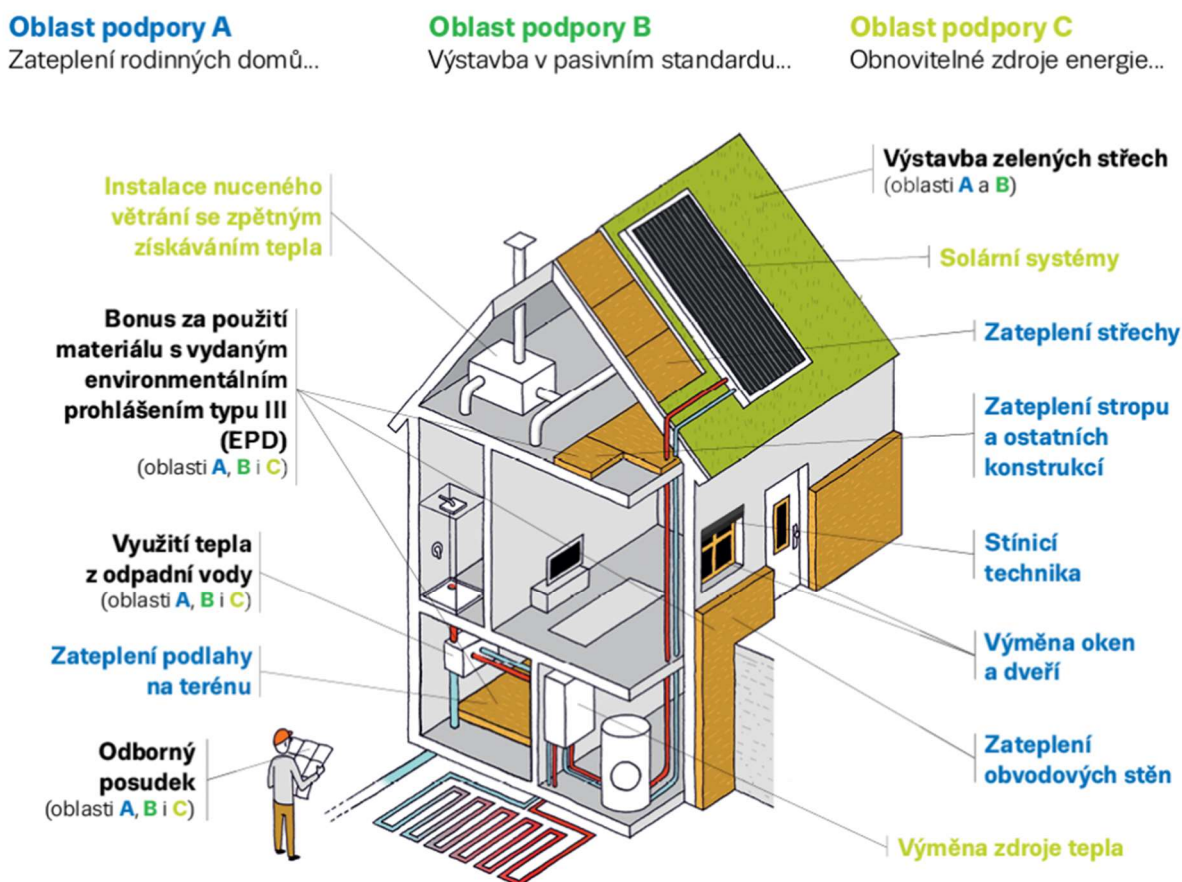 Oblast podpory A
Zateplení rodinných domů...
Oblast podpory B
Výstavba v pasivním standardu...
Oblast podpory C
Obnovitelné zdroje energie...
Instalace nuceného
větrání se zpětným
získáváním tepla
Bonus za použití
materiálu s vydaným
environmentálním
prohlášením typu III
(EPD)
(oblasti A, B i C)
Využití tepla
z odpadní vody
(oblasti A, B i C)
Zateplení podlahy
na terénu
Odborný
posudek
(oblasti A, B i C)
Výstavba zelených střech
(oblasti A a B)
Solární systémy
Zateplení střechy
Zateplení stropu
a ostatních
konstrukcí
Stínicí
technika
Výměna oken
a dveří
Zateplení
obvodových stěn
Výměna zdroje tepla